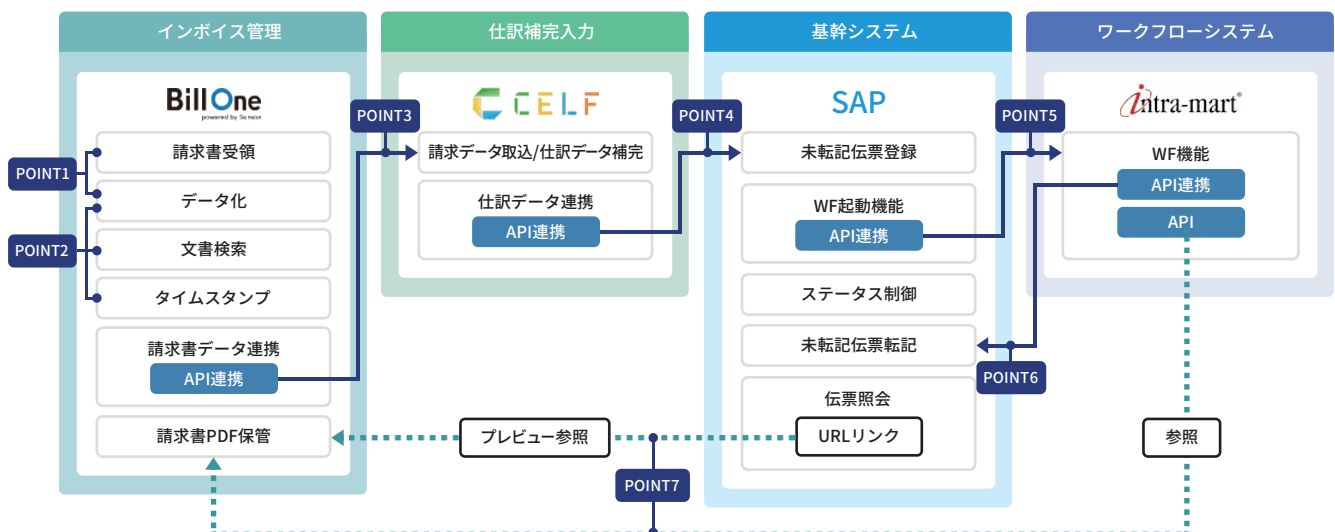 インボイス管理
Bill One
powered by Sansan
請求書受領
データ化
文書検索
タイムスタンプ
請求書データ連携
API連携
請求書PDF保管
POINT1
POINT2
POINT3
仕訳補完入力
CELF
請求データ取込/仕訳データ補完
仕訳データ連携
API連携
POINT4
基幹システム
SAP
未転記伝票登録
WF起動機能
API連携
ステータス制御
未転記伝票転記
伝票照会
URLリンク
POINT5
ワークフローシステム
intra-mart®
WF機能
API連携
API
POINT6
プレビュー参照
POINT7
参照